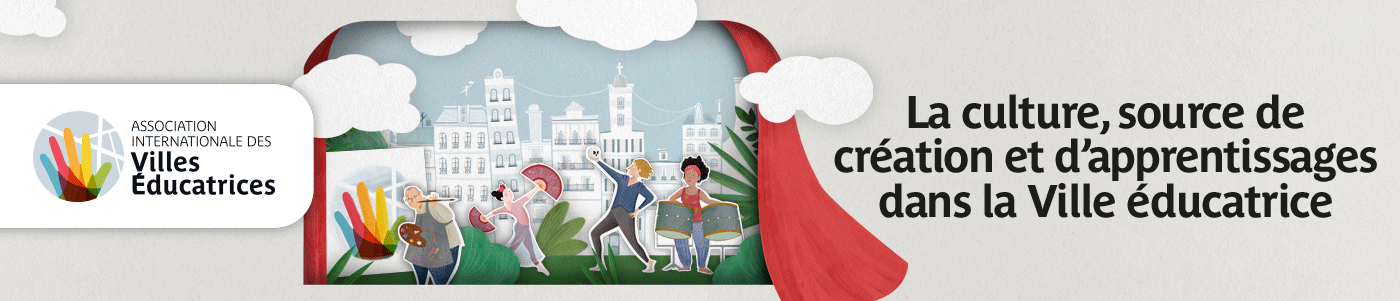 ASSOCIATION
INTERNATIONALE DES
Villes
Éducatrices
La culture, source de
création et d’apprentissages
dans la Ville éducatrice